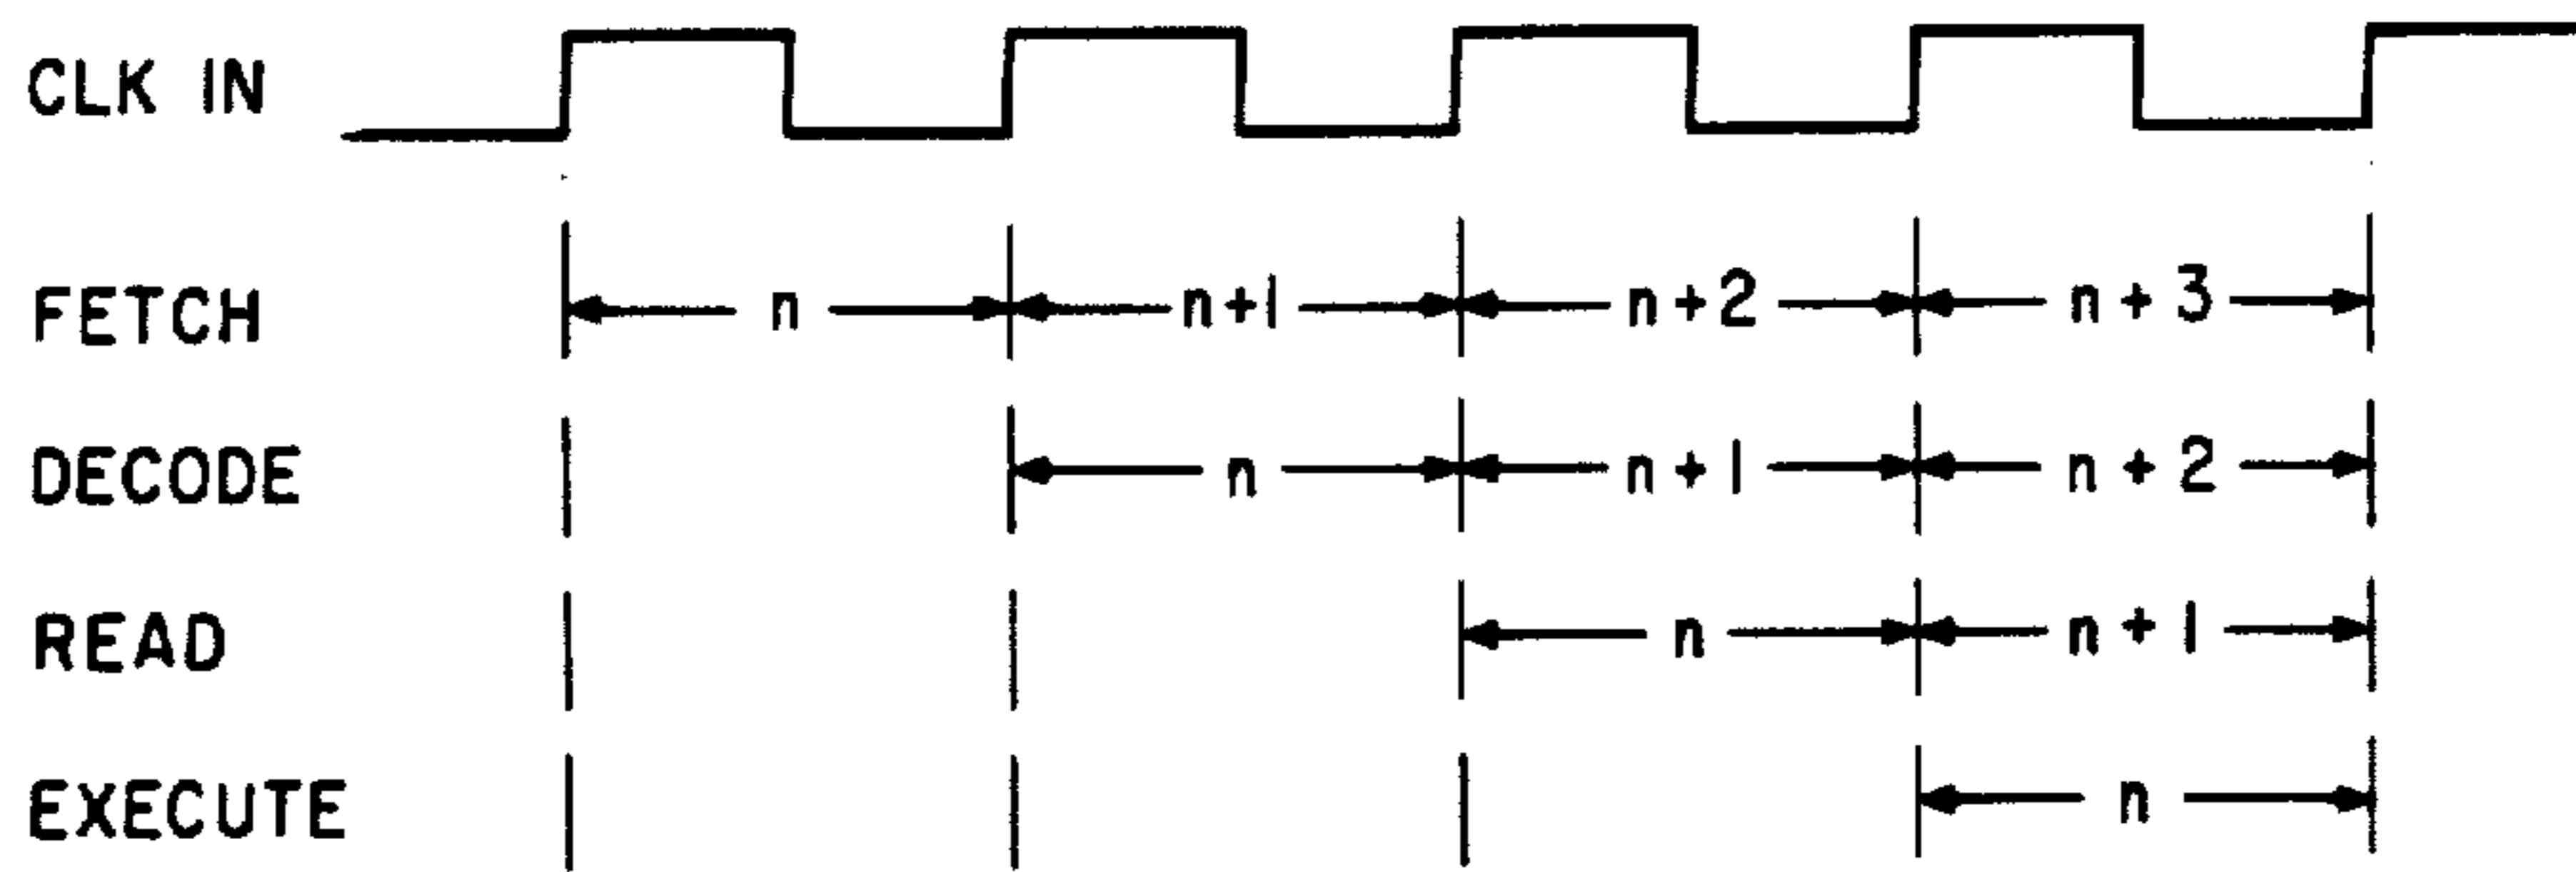 CLK IN
FETCH n n+1 n+2 n+3
DECODE n n+1 n+2
READ n n+1
EXECUTE n